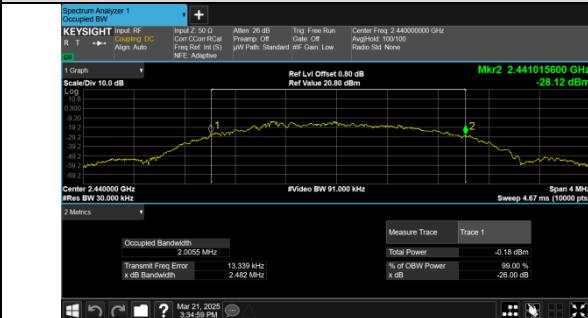 Spectrum Analyzer 1
Occupied BW
+
KEYSIGHT Input: RF Input Z: 50 Ω Atten: 26 dB Trig: Free Run Center Freq: 2.440000000 GHz
R T Coupling: DC Corr CCorr RCal Preamp: Off Gate: Off Avg|Hold: 100/100
Align: Auto Freq Ref: Int (S) µW Path: Standard #IF Gain: Low Radio Std: None
NFE: Adaptive
LV
1 Graph
Scale/Div 10.0 dB Ref Lvl Offset 0.80 dB Mkr2 2.441015600 GHz
Ref Value 20.80 dBm -28.12 dBm
Log
10.8
0.800
-9.20
-19.2
-29.2
-39.2
-49.2
-59.2
-69.2
1
2
Center 2.440000 GHz #Video BW 91.000 kHz Span 4 MHz
#Res BW 30.000 kHz Sweep 4.67 ms (10000 pts)
2 Metrics
Measure Trace Trace 1
Occupied Bandwidth
2.0055 MHz Total Power -0.18 dBm
Transmit Freq Error 13.339 kHz % of OBW Power 99.00 %
x dB Bandwidth 2.482 MHz x dB -26.00 dB
? Mar 21, 2025
3:34:59 PM